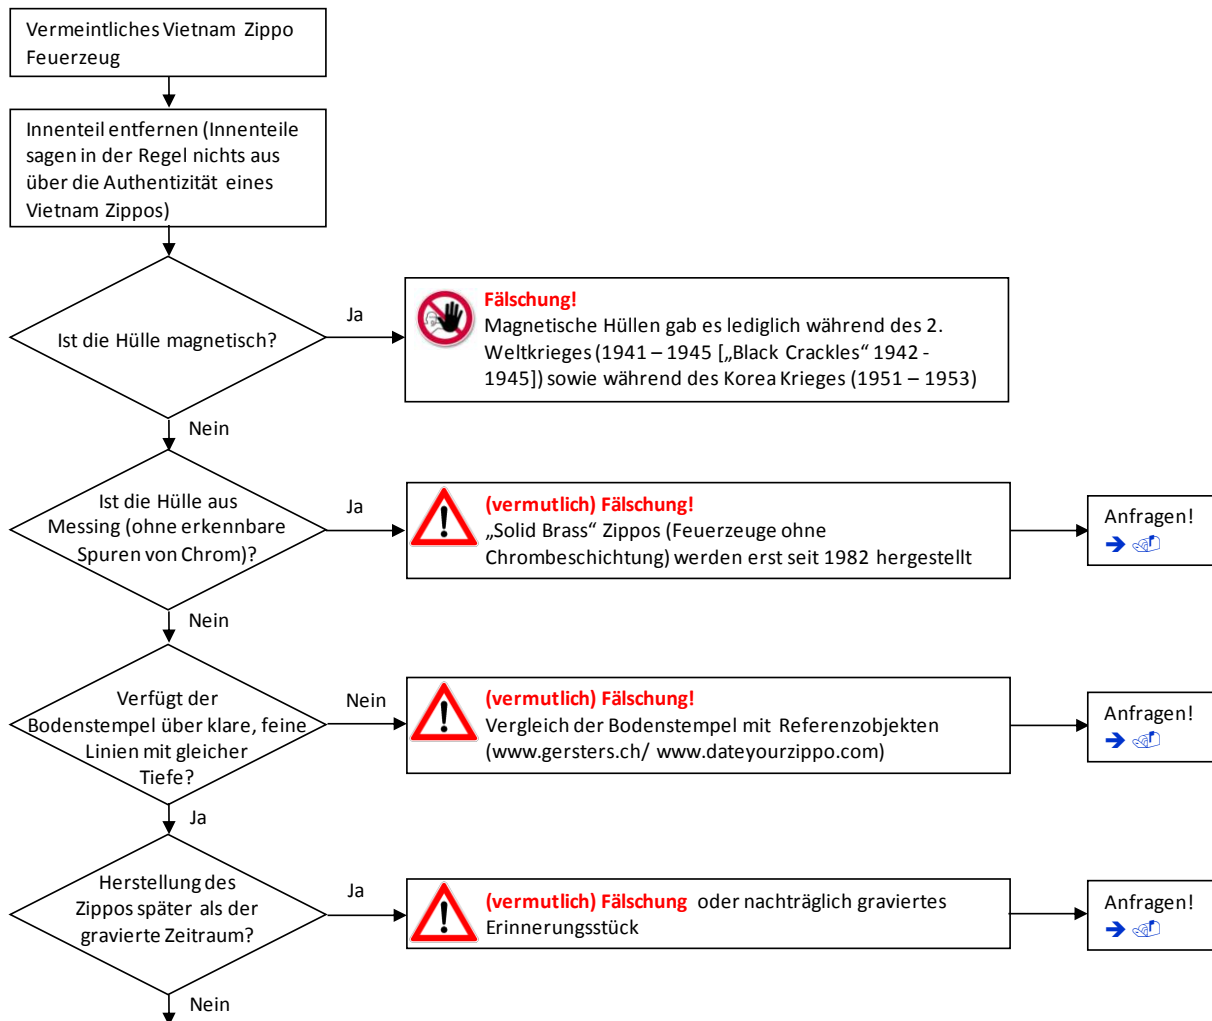 Vermeintliches Vietnam Zippo
Feuerzeug
Innenteil entfernen (Innenteile
sagen in der Regel nichts aus
über die Authentizität eines
Vietnam Zippos)
Ist die Hülle magnetisch?
Ja
Fälschung!
Magnetische Hüllen gab es lediglich während des 2.
Weltkrieges (1941 – 1945 [„Black Crackles“ 1942 -
1945]) sowie während des Korea Krieges (1951 – 1953)
Nein
Ist die Hülle aus
Messing (ohne erkennbare
Spuren von Chrom)?
Ja
(vermutlich) Fälschung!
„Solid Brass“ Zippos (Feuerzeuge ohne
Chrombeschichtung) werden erst seit 1982 hergestellt
Anfragen!
Nein
Verfügt der
Bodenstempel über klare, feine
Linien mit gleicher
Tiefe?
Nein
(vermutlich) Fälschung!
Vergleich der Bodenstempel mit Referenzobjekten
(www.gersters.ch/ www.dateyourzippo.com)
Anfragen!
Ja
Herstellung des
Zippos später als der
gravierte Zeitraum?
Ja
(vermutlich) Fälschung oder nachträglich graviertes
Erinnerungsstück
Anfragen!
Nein